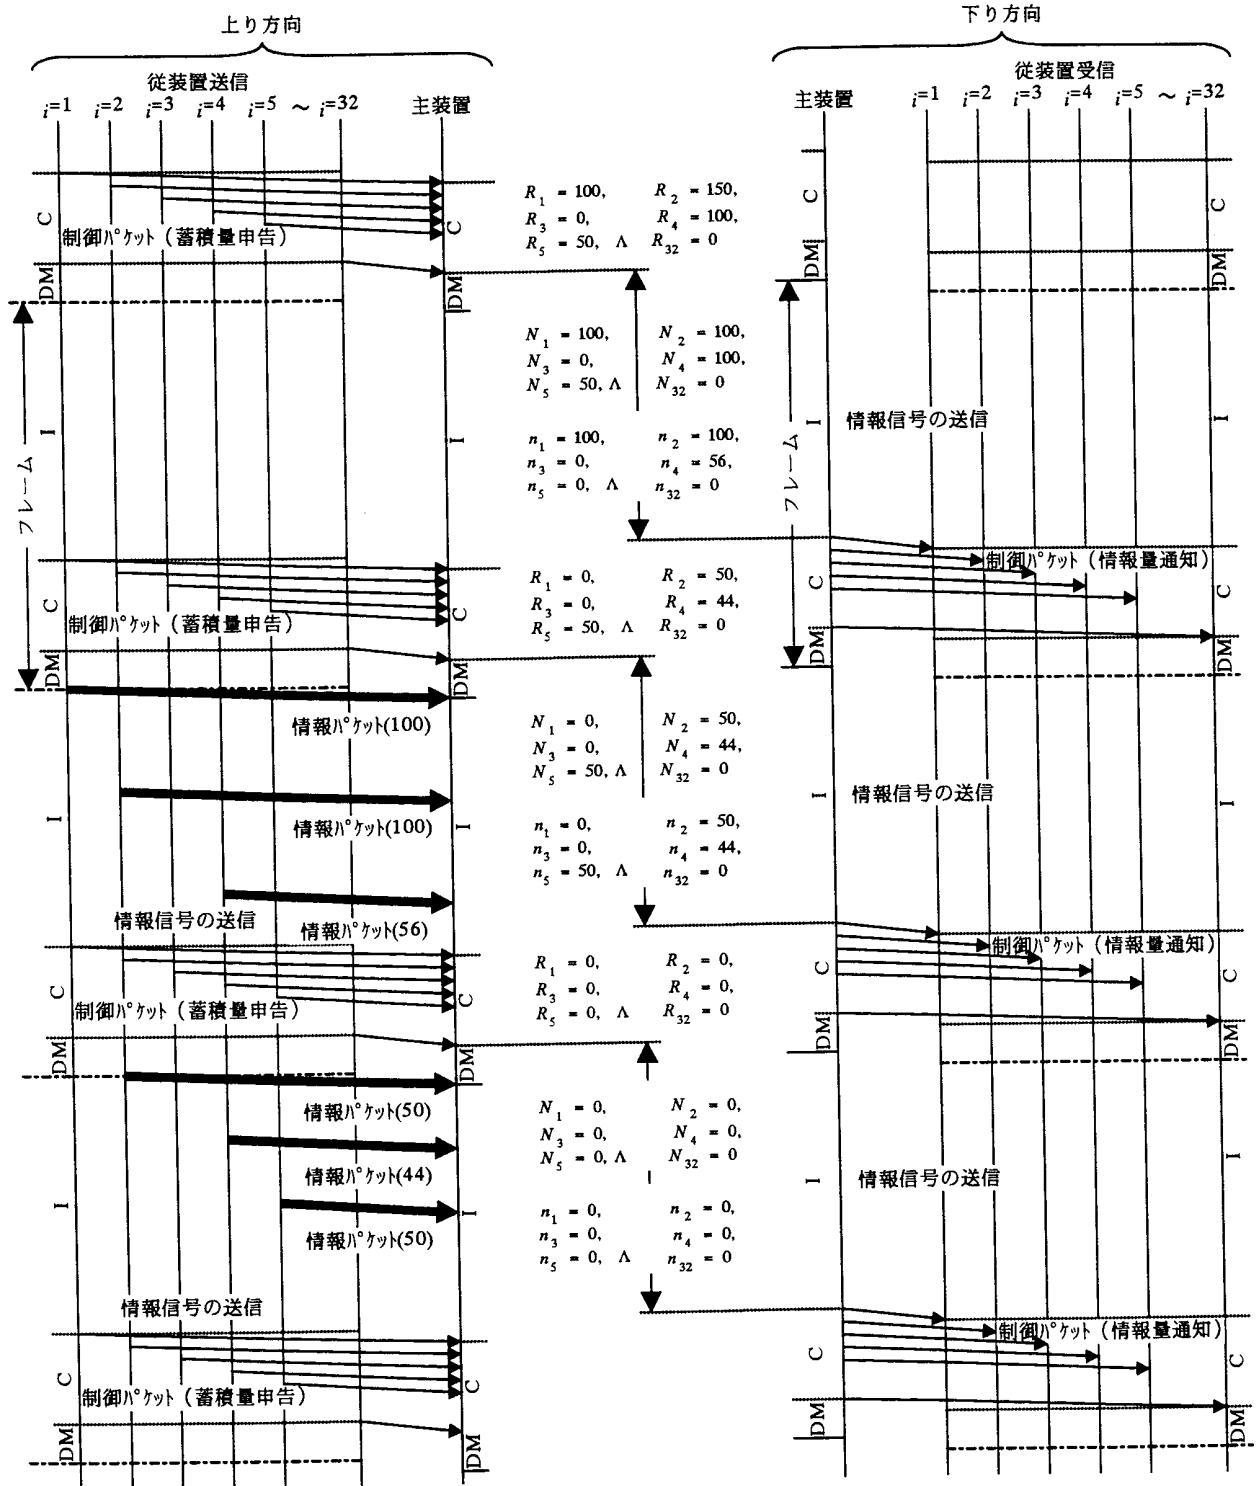 上り方向
従装置送信
i=1 i=2 i=3 i=4 i=5 ～ i=32 主装置
下り方向
従装置受信
主装置 i=1 i=2 i=3 i=4 i=5 ～ i=32
C
制御パケット（蓄積量申告）
C
R1 = 100, R2 = 150,
R3 = 0, R4 = 100,
R5 = 50, Λ R32 = 0
C
C
DM
DM
DM
DM
フレーム
I
I
N1 = 100, N2 = 100,
N3 = 0, N4 = 100,
N5 = 50, Λ N32 = 0
n1 = 100, n2 = 100,
n3 = 0, n4 = 56,
n5 = 0, Λ n32 = 0
フレーム
I
情報信号の送信
I
C
制御パケット（蓄積量申告）
C
R1 = 0, R2 = 50,
R3 = 0, R4 = 44,
R5 = 50, Λ R32 = 0
制御パケット（情報量通知）
C
C
DM
DM
DM
DM
情報パケット(100)
N1 = 0, N2 = 50,
N3 = 0, N4 = 44,
N5 = 50, Λ N32 = 0
I
情報パケット(100)
I
n1 = 0, n2 = 50,
n3 = 0, n4 = 44,
n5 = 50, Λ n32 = 0
I
情報信号の送信
I
情報信号の送信
情報パケット(56)
C
制御パケット（蓄積量申告）
C
R1 = 0, R2 = 0,
R3 = 0, R4 = 0,
R5 = 0, Λ R32 = 0
制御パケット（情報量通知）
C
C
DM
DM
DM
DM
情報パケット(50)
N1 = 0, N2 = 0,
N3 = 0, N4 = 0,
N5 = 0, Λ N32 = 0
情報パケット(44)
I
I
情報パケット(50)
n1 = 0, n2 = 0,
n3 = 0, n4 = 0,
n5 = 0, Λ n32 = 0
I
情報信号の送信
I
情報信号の送信
C
制御パケット（蓄積量申告）
C
制御パケット（情報量通知）
C
C
DM
DM
DM
DM